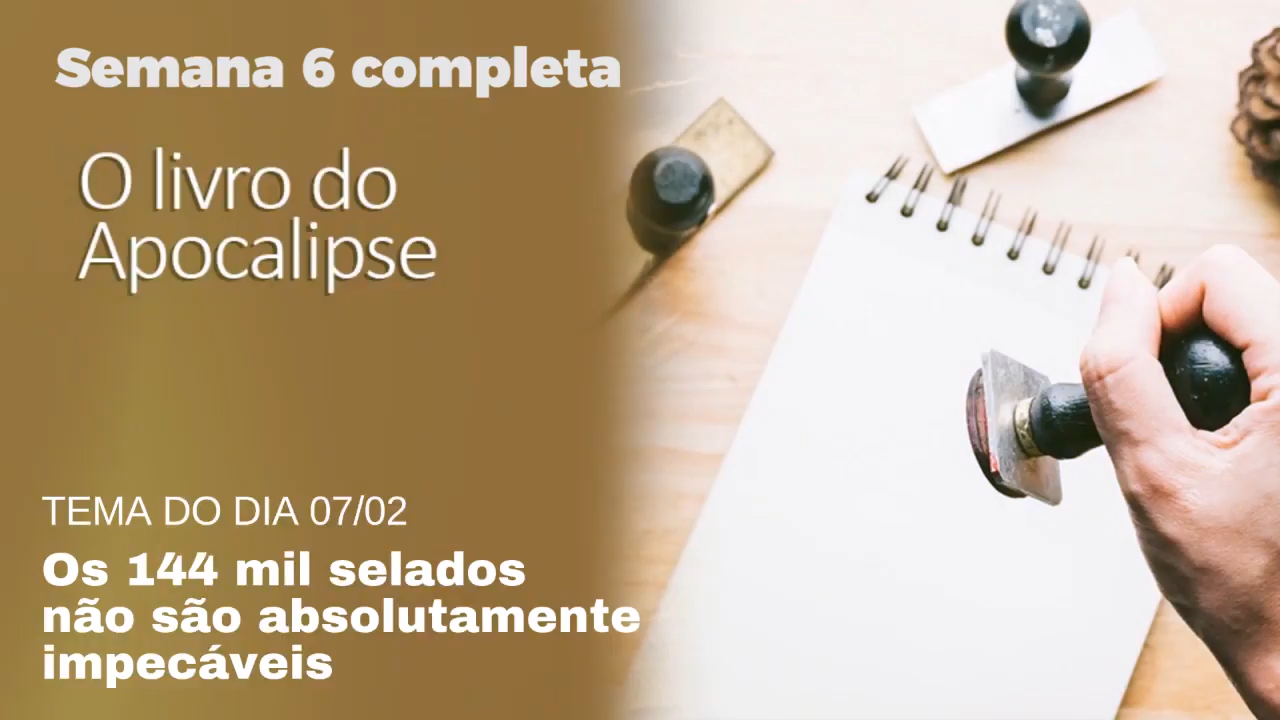 Semana 6 completa
O livro do
Apocalipse
TEMA DO DIA 07/02
Os 144 mil selados
não são absolutamente
impecáveis